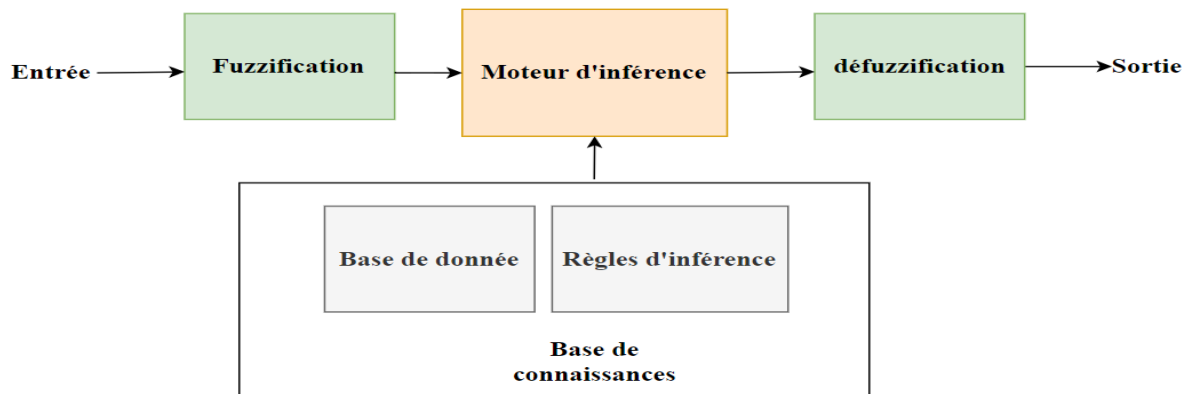 Entrée
Fuzzification
Moteur d'inférence
défuzzification
Sortie
Base de donnée
Règles d'inférence
Base de
connaissances